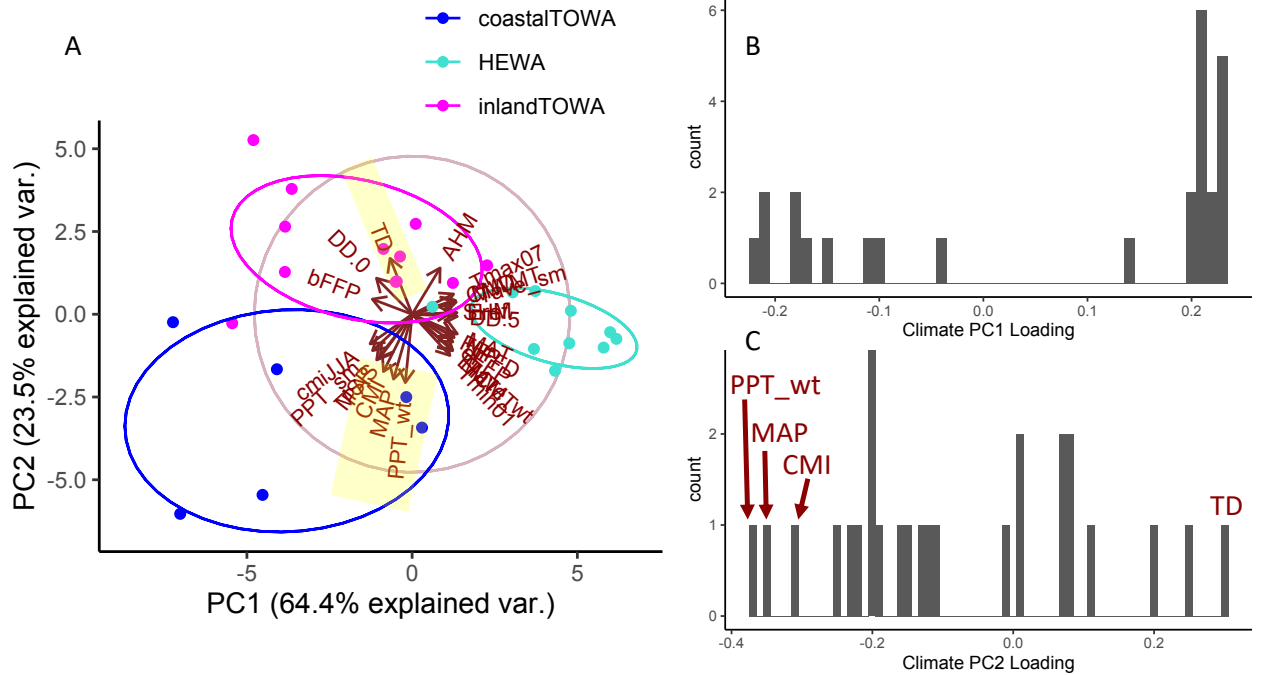 A
coastalTOWA
HEWA
inlandTOWA
5.0
2.5
0.0
-2.5
-5.0
PC2 (23.5% explained var.)
-5
0
5
PC1 (64.4% explained var.)
TD
DD.0
bFFP
AHM
Tmax07
DD.5
cmiJJA
PPT_sm
CMI
MAP
PPT_wt
MAT
B
6
4
2
0
count
-0.2
-0.1
0.0
0.1
0.2
Climate PC1 Loading
C
PPT_wt
MAP
CMI
TD
2
1
0
count
-0.4
-0.2
0.0
0.2
Climate PC2 Loading